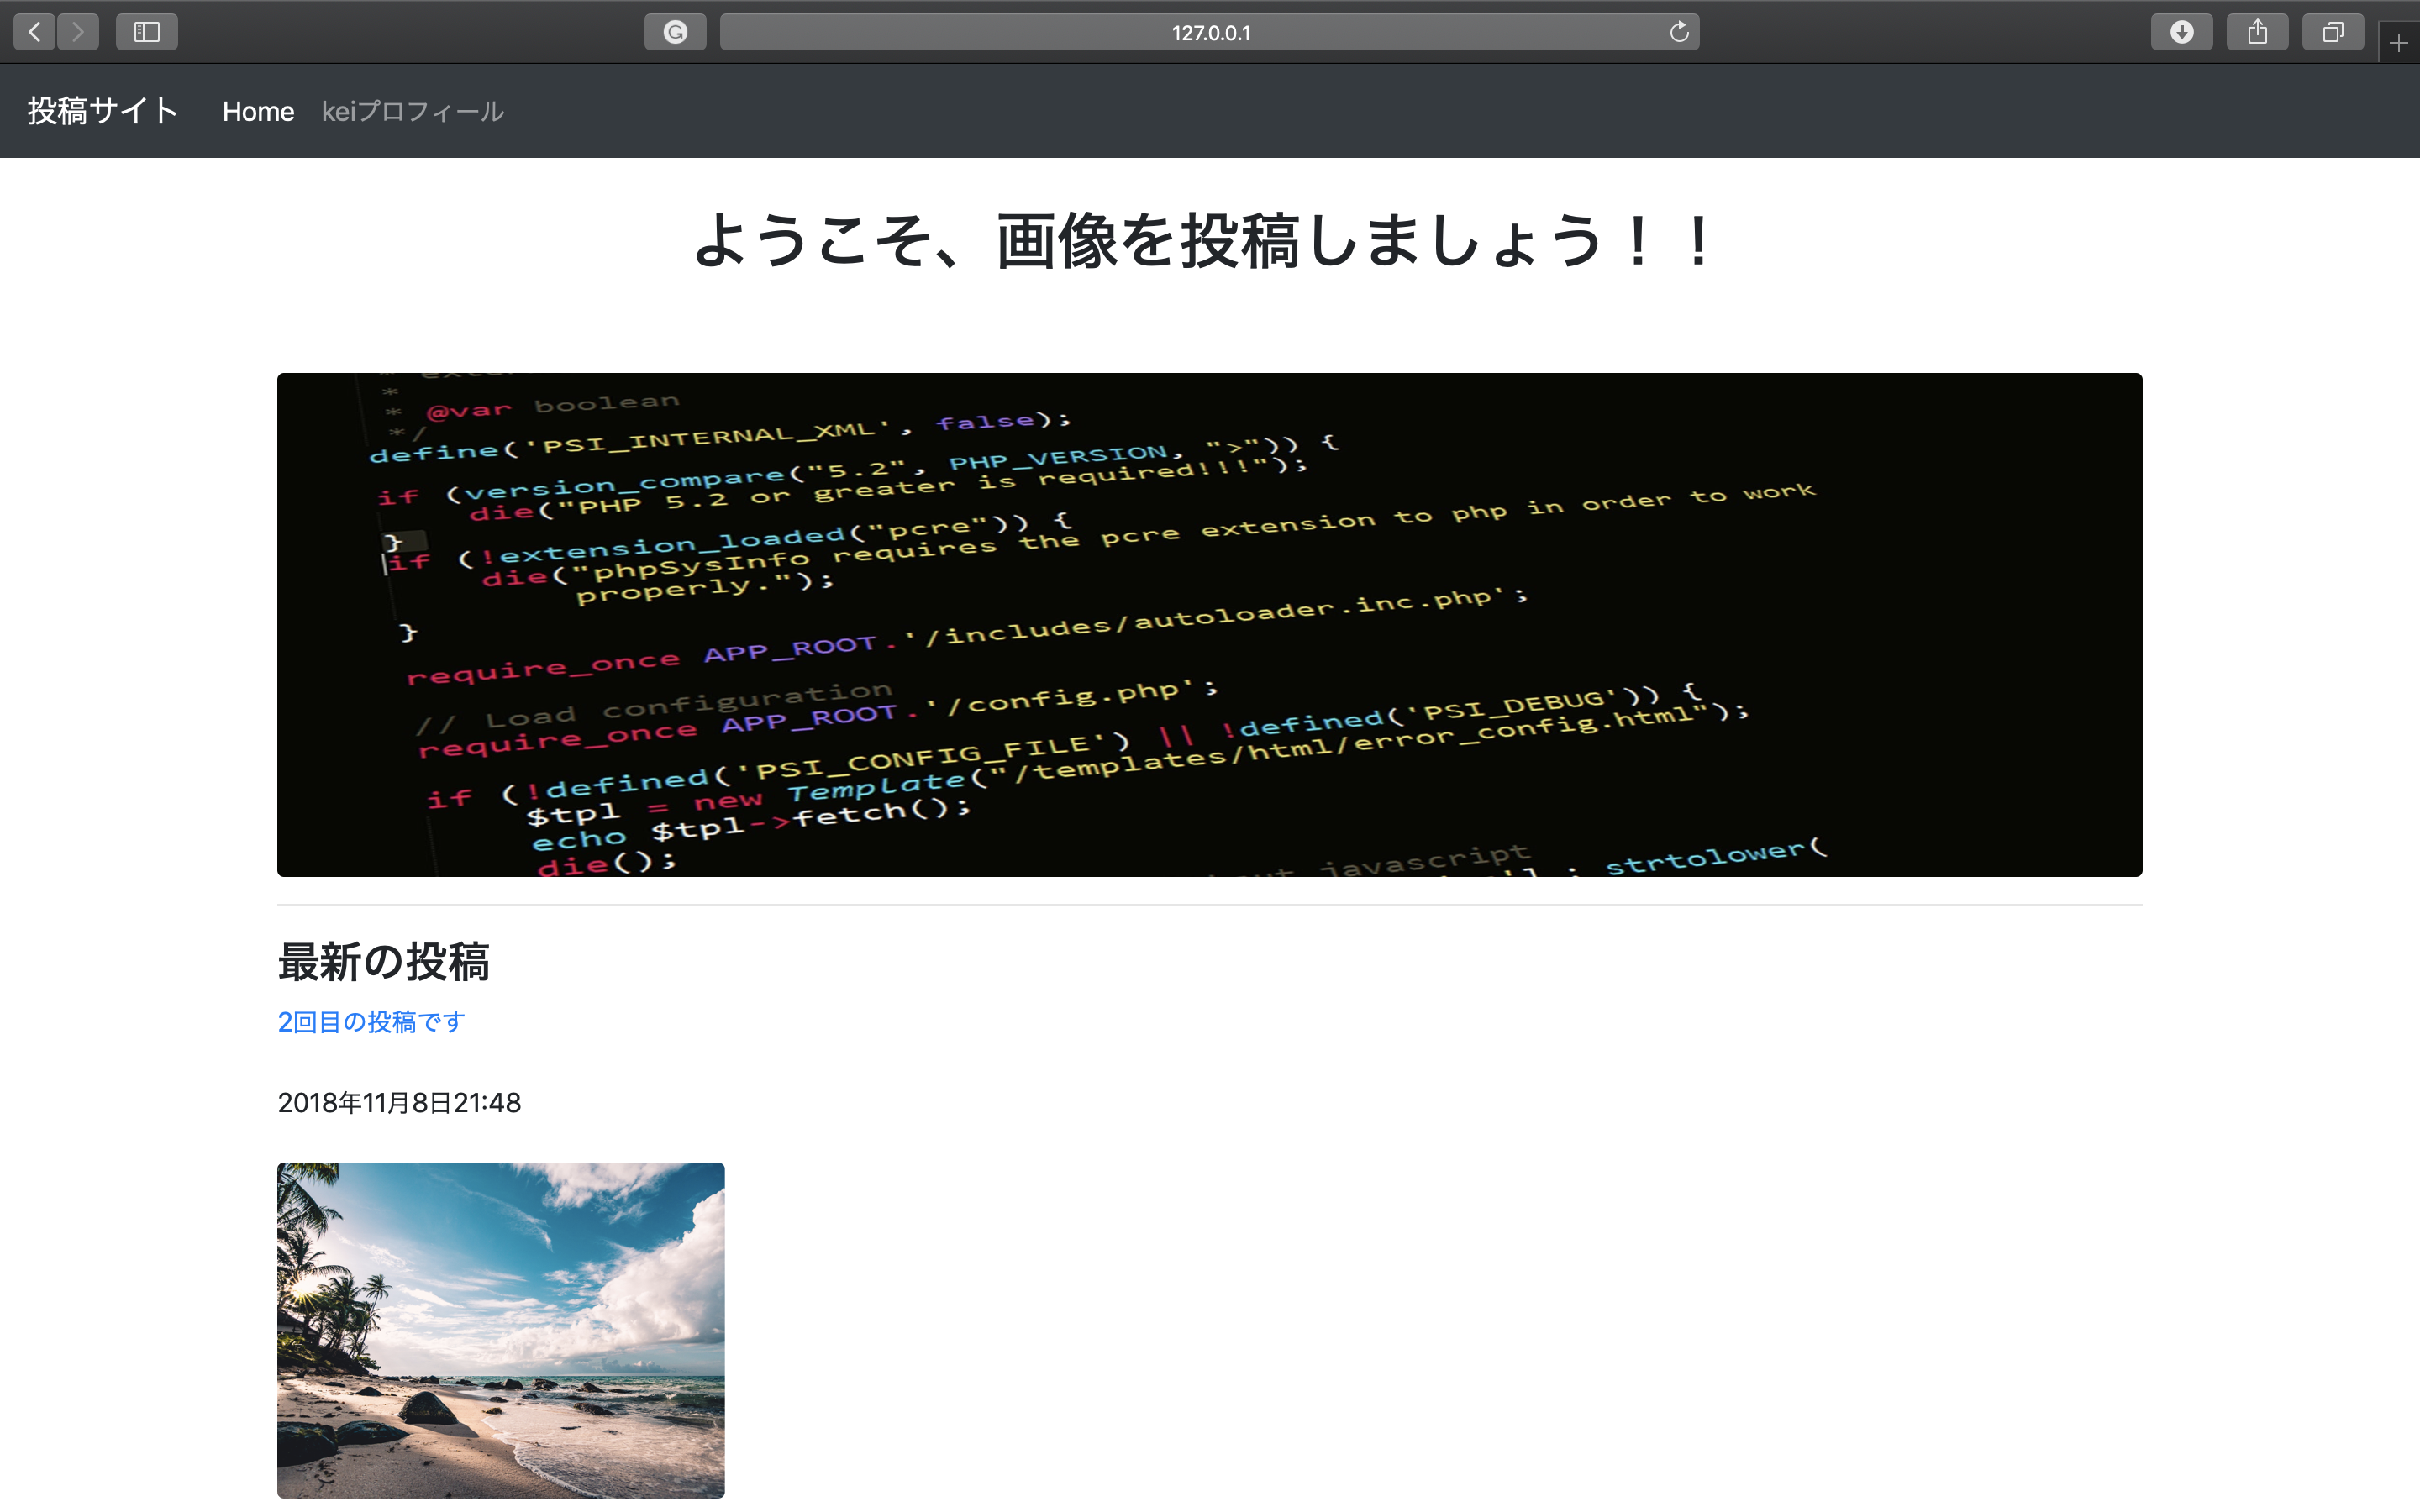 127.0.0.1
投稿サイト Home keiプロフィール
ようこそ、画像を投稿しましょう！！
*
* @var boolean
*/
define('PSI_INTERNAL_XML', false);
if (version_compare("5.2", PHP_VERSION, ">")) {
die("PHP 5.2 or greater is required!!!");
}
if (!extension_loaded("pcre")) {
die("phpSysInfo requires the pcre extension to php in order to work
properly.");
}
require_once APP_ROOT.'/includes/autoloader.inc.php';
// Load configuration
require_once APP_ROOT.'/config.php';
if (!defined('PSI_CONFIG_FILE') || !defined('PSI_DEBUG')) {
$tpl = new Template("/templates/html/error_config.html");
echo $tpl->fetch();
die();
javascript
strtolower(
最新の投稿
2回目の投稿です
2018年11月8日21:48